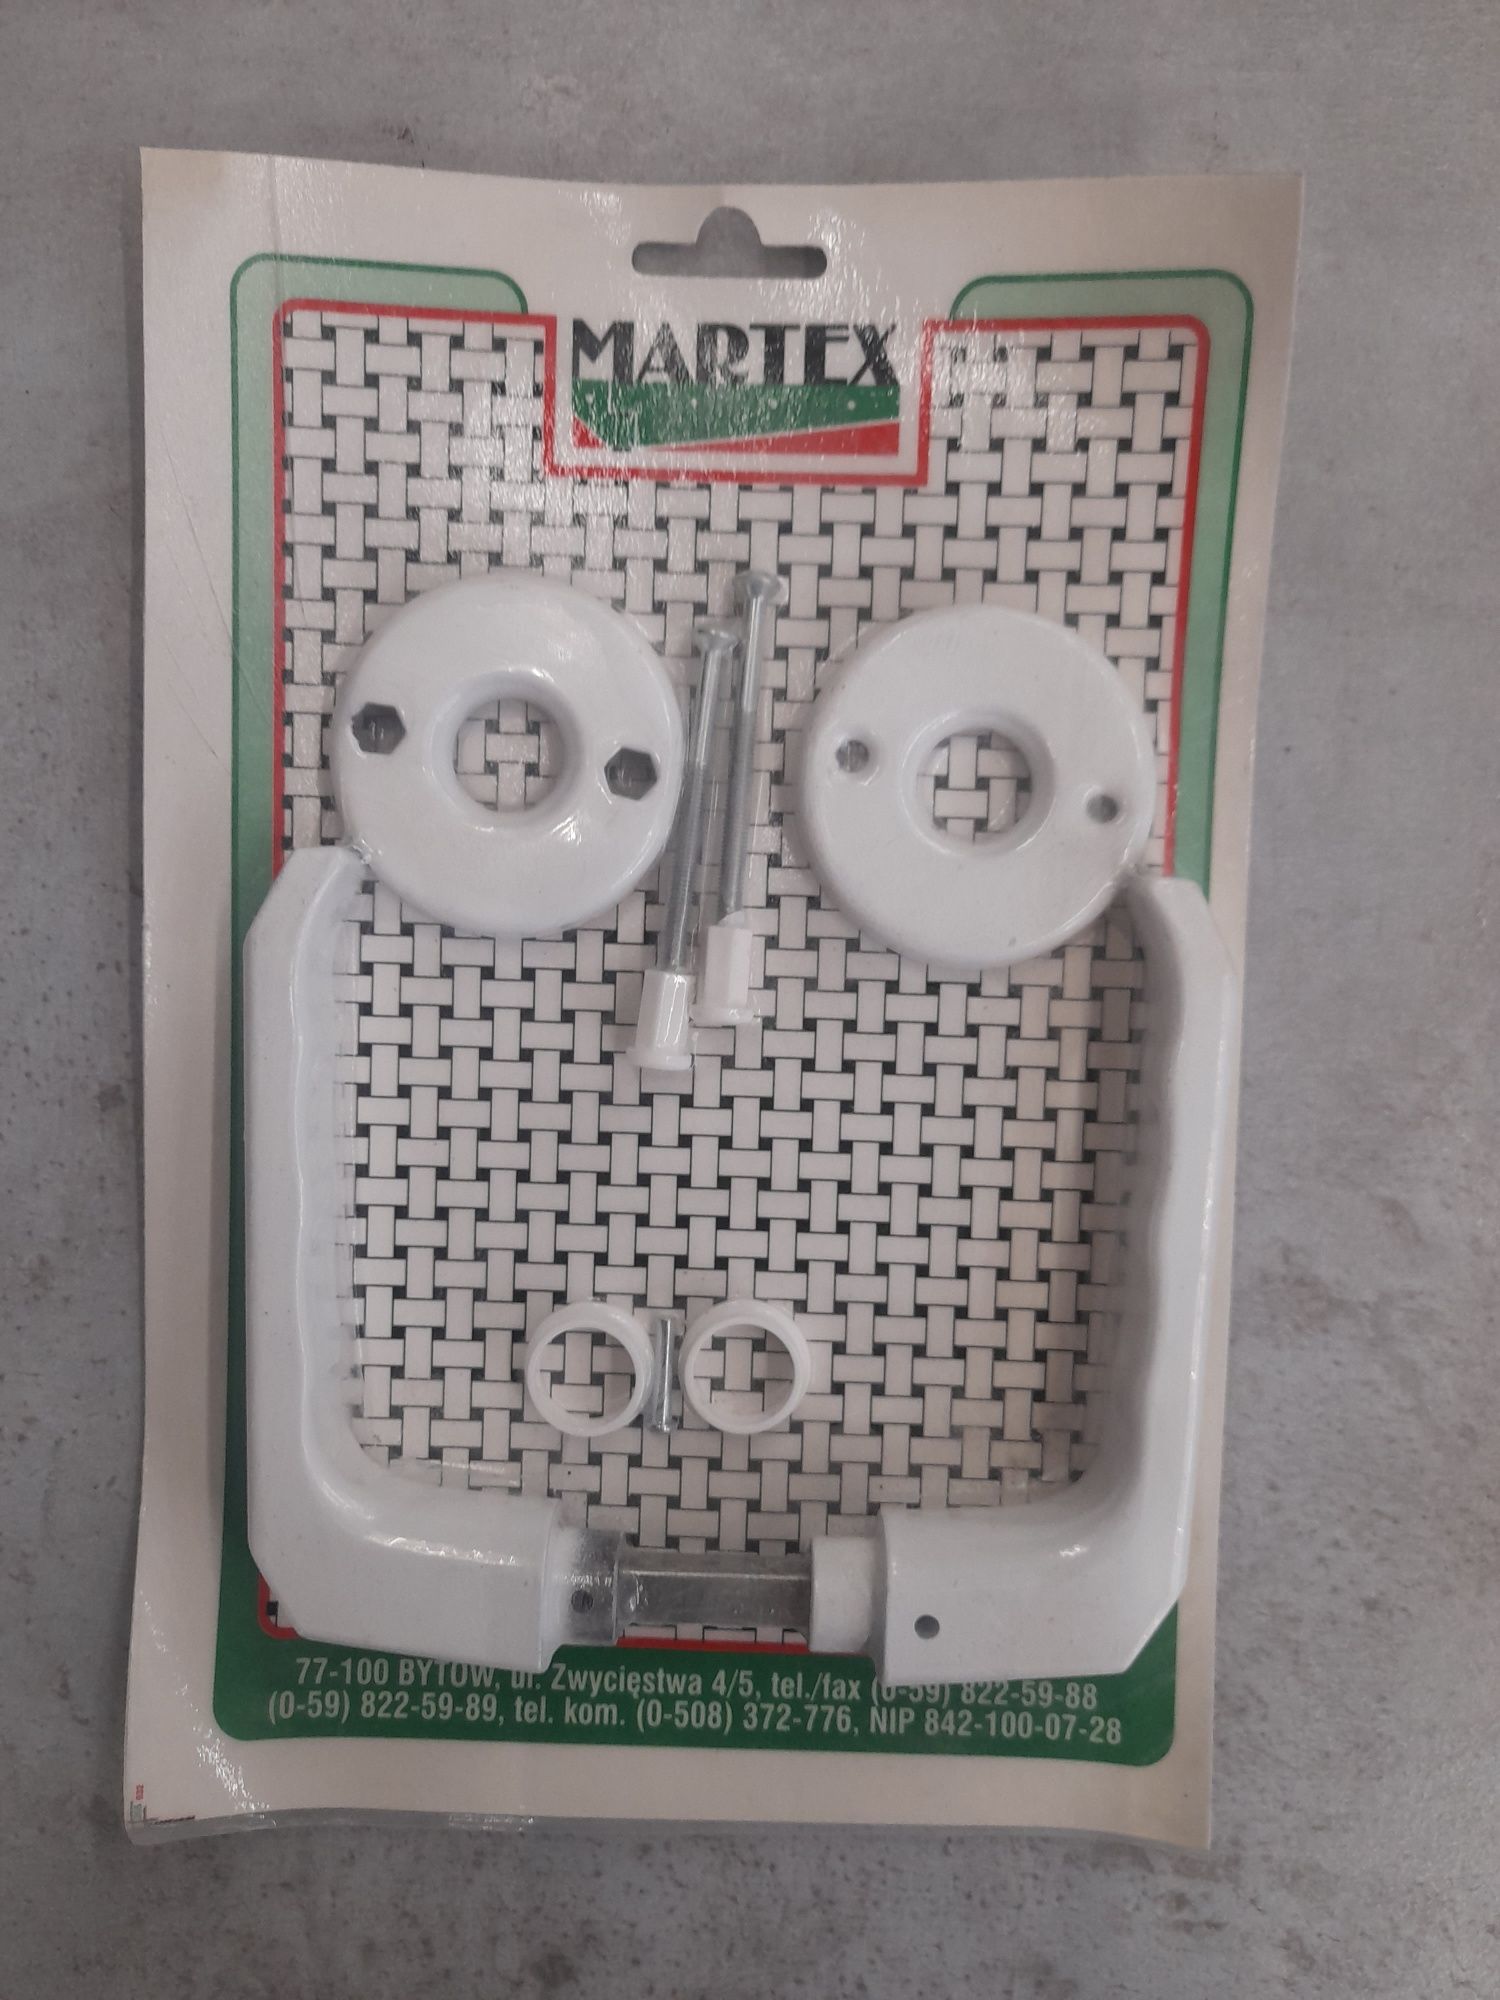 MARTEX
77-100 BYTÓW, ul. Zwycięstwa 4/5, tel./fax (0-59) 822-59-88
(0-59) 822-59-89, tel. kom. (0-508) 372-776, NIP 842-100-07-28